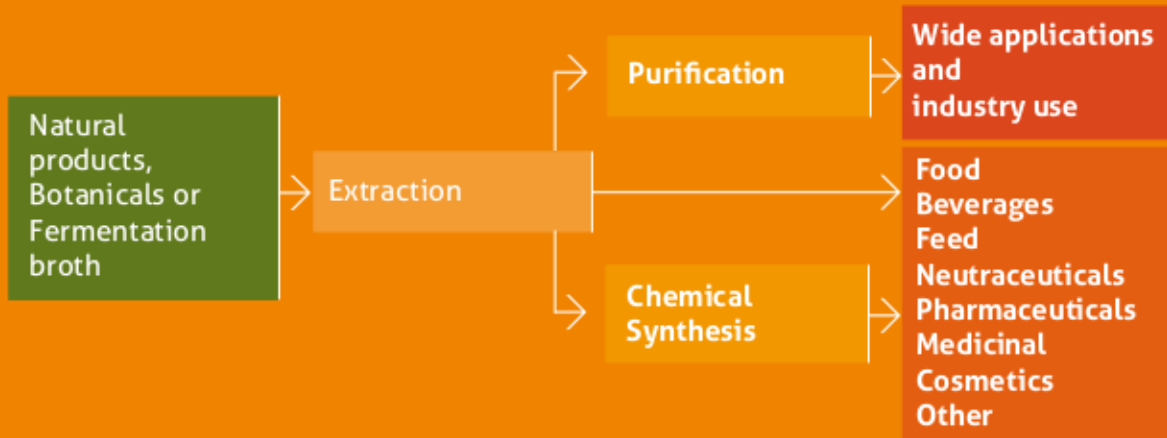 Natural
products,
Botanicals or
Fermentation
broth
Extraction
Purification
Chemical
Synthesis
Wide applications
and
industry use
Food
Beverages
Feed
Neutraceuticals
Pharmaceuticals
Medicinal
Cosmetics
Other